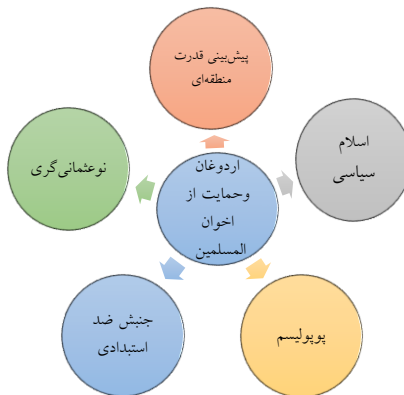 پیش‌بینی قدرت
منطقه‌ای
اسلام
سیاسی
نوعثمانی‌گری
اردوغان
وحمایت از
اخوان
المسلمین
جنبش ضد
استبدادی
پوپولیسم